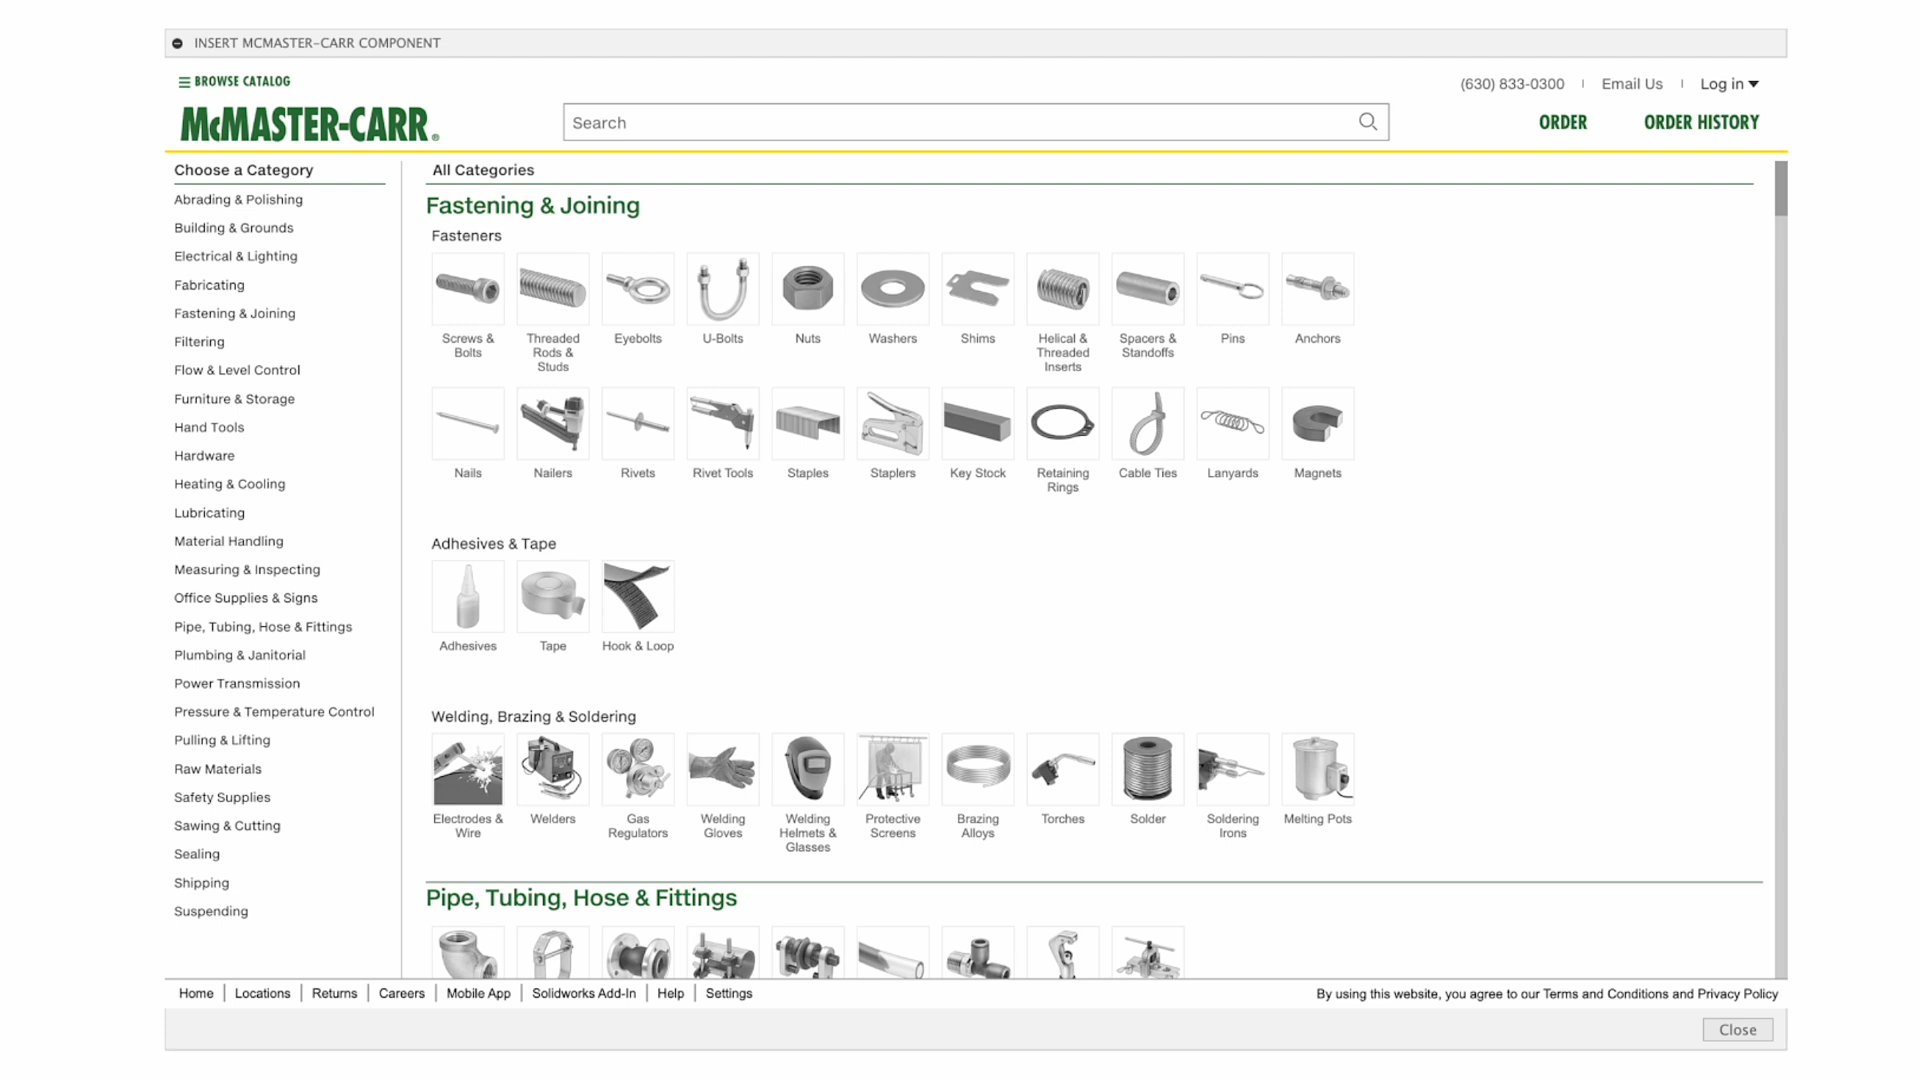 INSERT MCMASTER-CARR COMPONENT
BROWSE CATALOG
(630) 833-0300
Email Us
Log in
McMASTER-CARR®
Search
ORDER
ORDER HISTORY
Choose a Category
Abrading & Polishing
Building & Grounds
Electrical & Lighting
Fabricating
Fastening & Joining
Filtering
Flow & Level Control
Furniture & Storage
Hand Tools
Hardware
Heating & Cooling
Lubricating
Material Handling
Measuring & Inspecting
Office Supplies & Signs
Pipe, Tubing, Hose & Fittings
Plumbing & Janitorial
Power Transmission
Pressure & Temperature Control
Pulling & Lifting
Raw Materials
Safety Supplies
Sawing & Cutting
Sealing
Shipping
Suspending
All Categories
Fastening & Joining
Fasteners
Screws &
Bolts
Threaded
Rods &
Studs
Eyebolts
U-Bolts
Nuts
Washers
Shims
Helical &
Threaded
Inserts
Spacers &
Standoffs
Pins
Anchors
Nails
Nailers
Rivets
Rivet Tools
Staples
Staplers
Key Stock
Retaining
Rings
Cable Ties
Lanyards
Magnets
Adhesives & Tape
Adhesives
Tape
Hook & Loop
Welding, Brazing & Soldering
Electrodes &
Wire
Welders
Gas
Regulators
Welding
Gloves
Welding
Helmets &
Glasses
Protective
Screens
Brazing
Alloys
Torches
Solder
Soldering
Irons
Melting Pots
Pipe, Tubing, Hose & Fittings
Home
Locations
Returns
Careers
Mobile App
Solidworks Add-In
Help
Settings
By using this website, you agree to our Terms and Conditions and Privacy Policy
Close